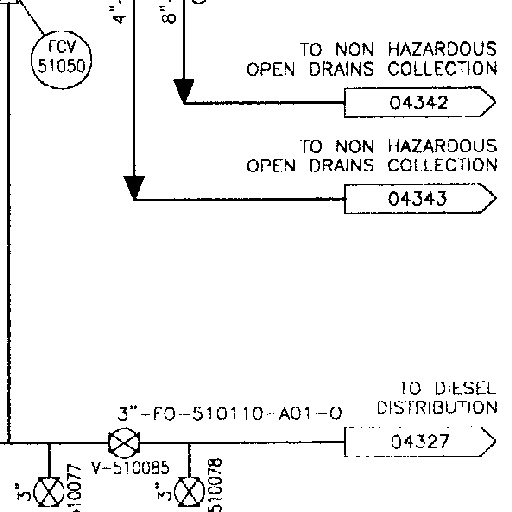 4"-
8"-
FCV
51050
TO NON HAZARDOUS
OPEN DRAINS COLLECTION
04342
TO NON HAZARDOUS
OPEN DRAINS COLLECTION
04343
TO DIESEL
DISTRIBUTION
3"-FO-510110-A01-O
04327
V-510085
3"
510077
3"
510078